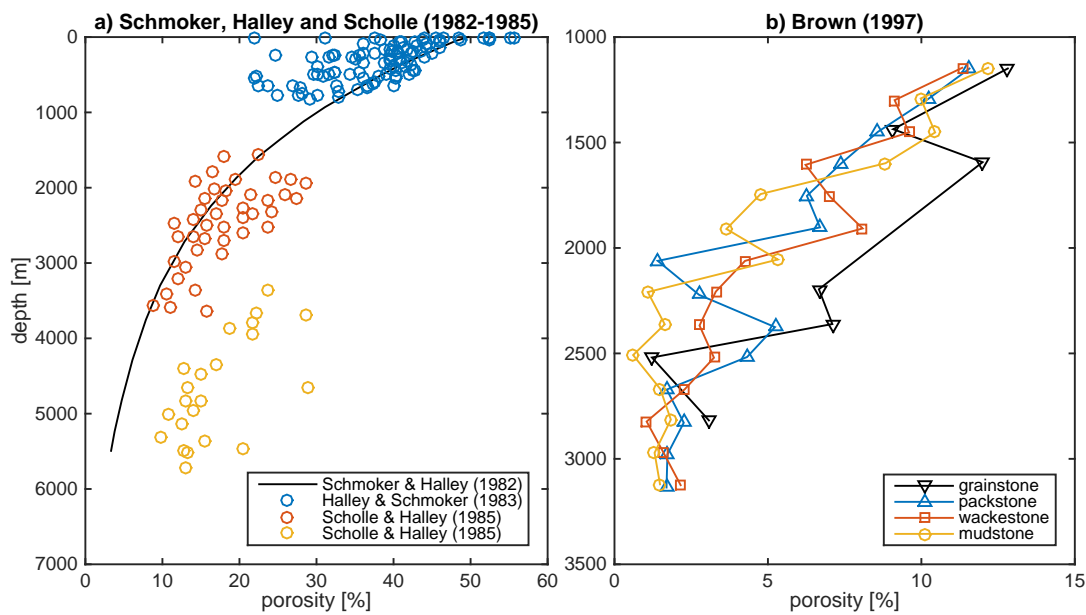 a) Schmoker, Halley and Scholle (1982-1985)
0
1000
2000
3000
4000
5000
6000
7000
depth [m]
0
10
20
30
40
50
60
porosity [%]
Schmoker & Halley (1982)
Halley & Schmoker (1983)
Scholle & Halley (1985)
Scholle & Halley (1985)
b) Brown (1997)
1000
1500
2000
2500
3000
3500
0
5
10
15
porosity [%]
grainstone
packstone
wackestone
mudstone